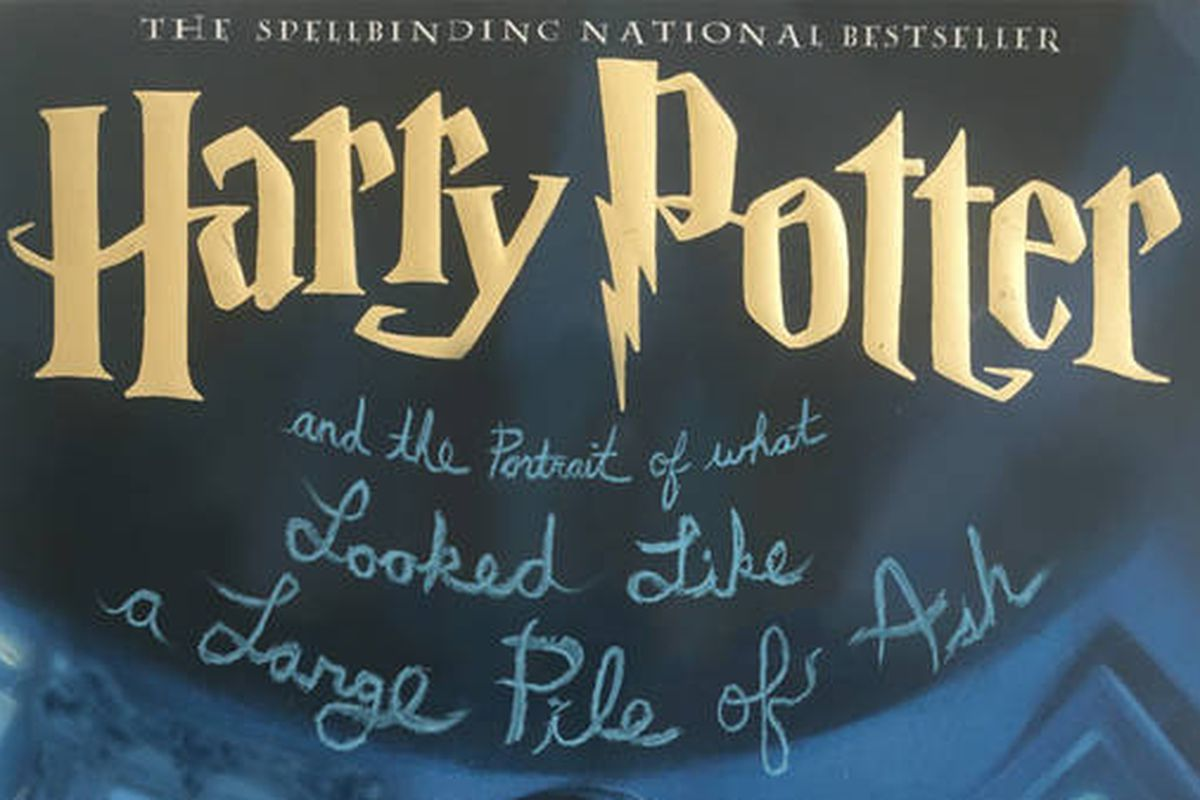 THE SPELLBINDING NATIONAL BESTSELLER
Harry Potter
and the Portrait of what
Looked Like
a Large Pile of Ash